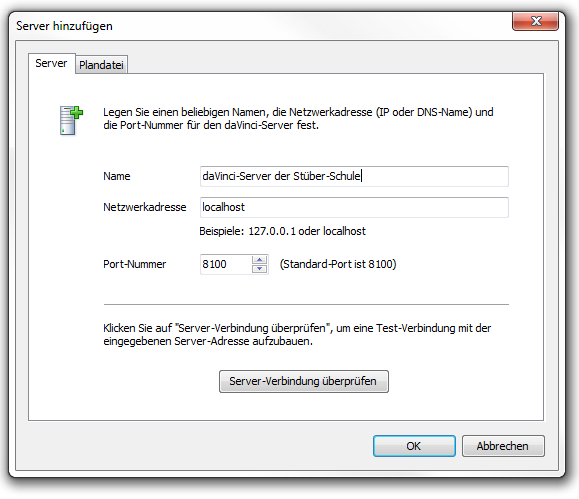 Server hinzufügen
Server Plandatei
Legen Sie einen beliebigen Namen, die Netzwerkadresse (IP oder DNS-Name) und
die Port-Nummer für den daVinci-Server fest.
Name daVinci-Server der Stüber-Schule
Netzwerkadresse localhost
Beispiele: 127.0.0.1 oder localhost
Port-Nummer 8100 (Standard-Port ist 8100)
Klicken Sie auf "Server-Verbindung überprüfen", um eine Test-Verbindung mit der
eingegebenen Server-Adresse aufzubauen.
Server-Verbindung überprüfen
OK Abbrechen